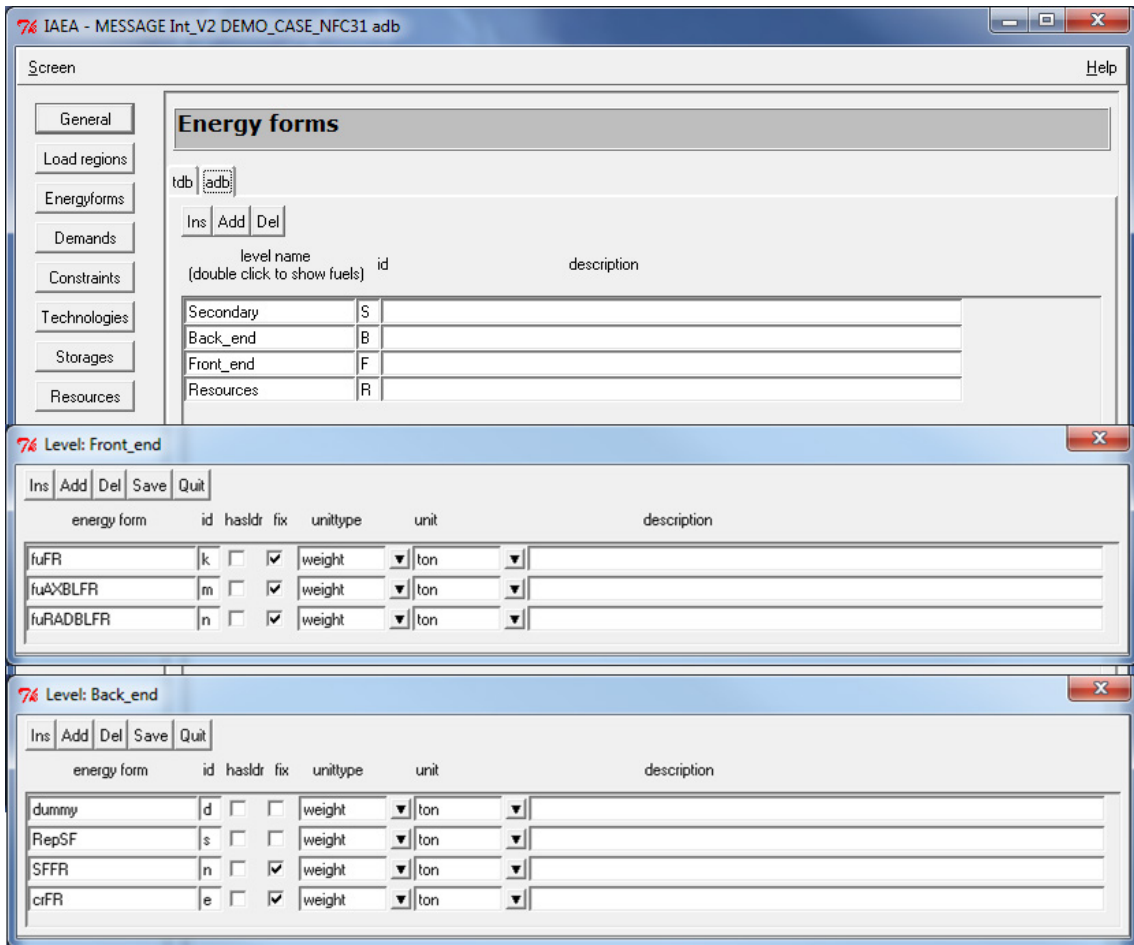 IAEA - MESSAGE Int_V2 DEMO_CASE_NFC31 adb
Screen Help
General
Load regions
Energyforms
Demands
Constraints
Technologies
Storages
Resources
Energy forms
tdb adb
Ins Add Del
level name
(double click to show fuels) id description
Secondary S
Back_end B
Front_end F
Resources R
Level: Front_end
Ins Add Del Save Quit
energy form id hasldr fix unittype unit description
fuFR k weight ton
fuAXBLFR m weight ton
fuRADBLFR n weight ton
Level: Back_end
Ins Add Del Save Quit
energy form id hasldr fix unittype unit description
dummy d weight ton
RepSF s weight ton
SFFR n weight ton
crFR e weight ton